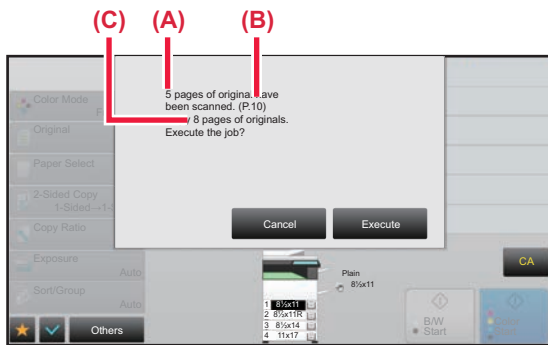 (C) (A) (B)
5 pages of original
been scanned. (P.10)
8 pages of originals.
Execute the job?
Cancel Execute
Color Mode
Original
Paper Select
2-Sided Copy
1-Sided→1-
Copy Ratio
Exposure
Auto
Sort/Group
Auto
Others
Plain
8½x11
1 8½x11
2 8½x11R
3 8½x14
4 11x17
CA
B/W
Start
Start